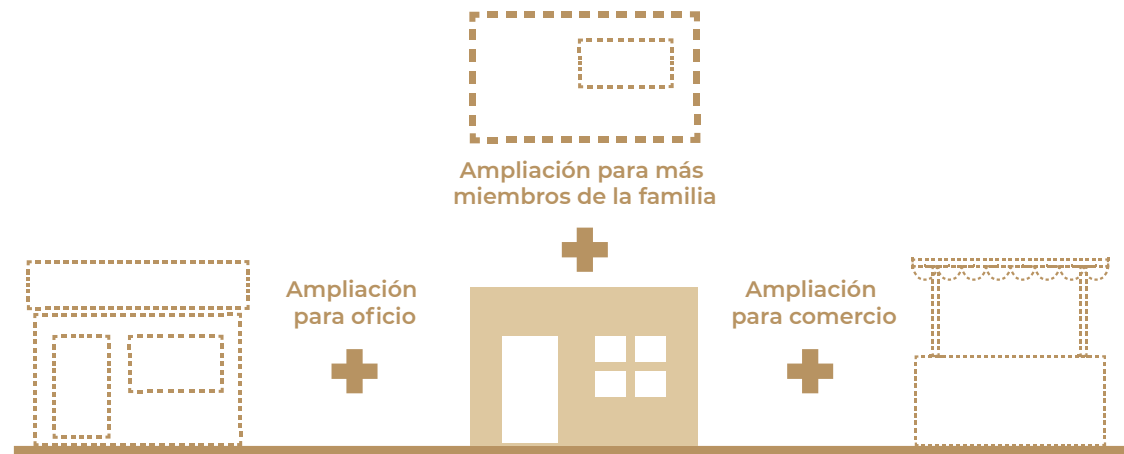 Ampliación para más
miembros de la familia
Ampliación
para oficio
Ampliación
para comercio